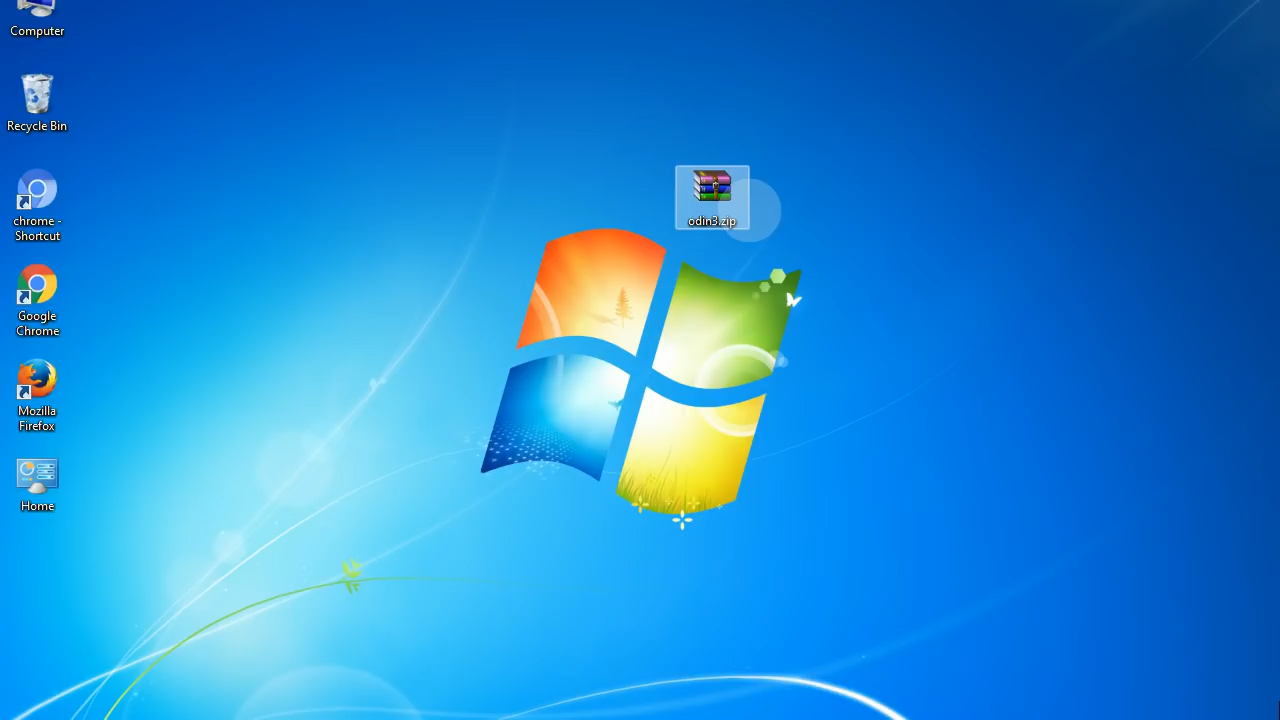 Computer
Recycle Bin
chrome -
Shortcut
Google
Chrome
Mozilla
Firefox
Home
odin3.zip